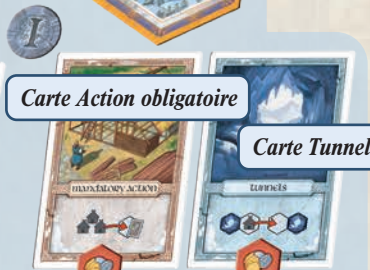 I
Carte Action obligatoire
Carte Tunnel
mandatory action
tunnels